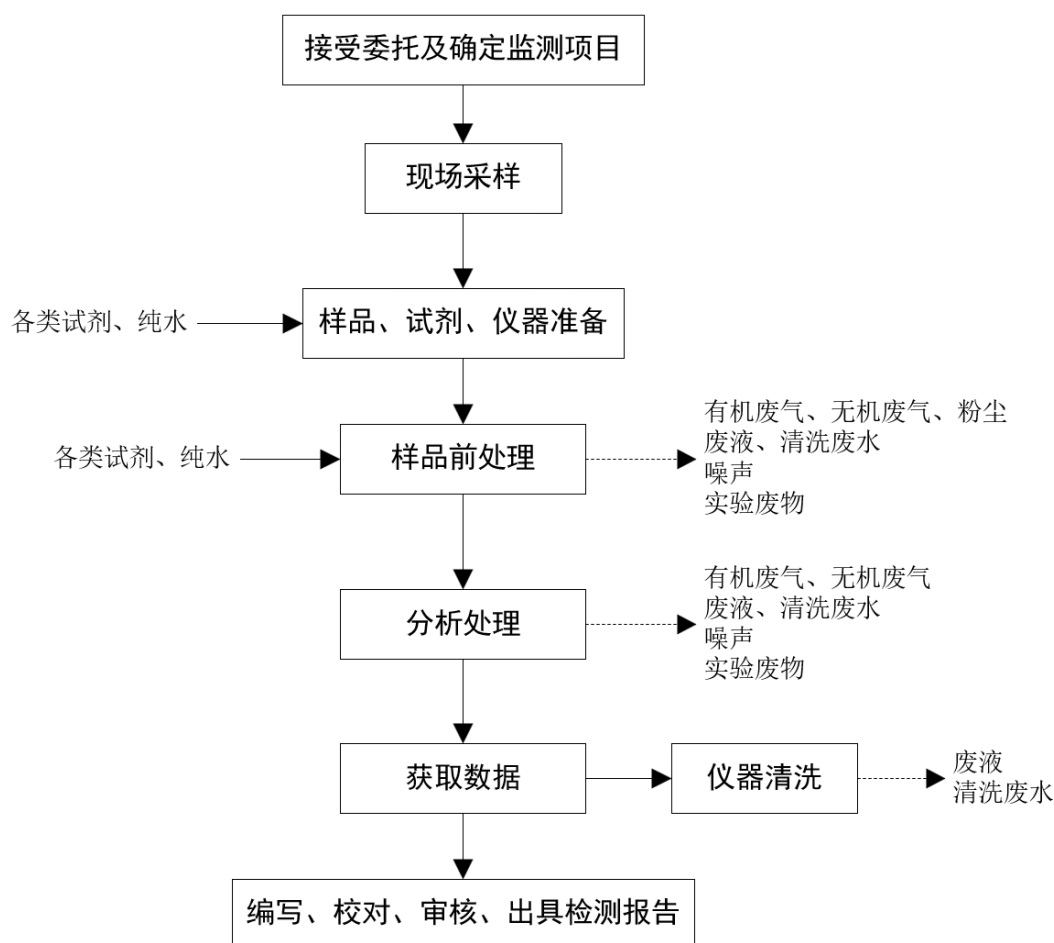 接受委托及确定监测项目
现场采样
各类试剂、纯水
样品、试剂、仪器准备
各类试剂、纯水
样品前处理
有机废气、无机废气、粉尘
废液、清洗废水
噪声
实验废物
分析处理
有机废气、无机废气
废液、清洗废水
噪声
实验废物
获取数据
仪器清洗
废液
清洗废水
编写、校对、审核、出具检测报告